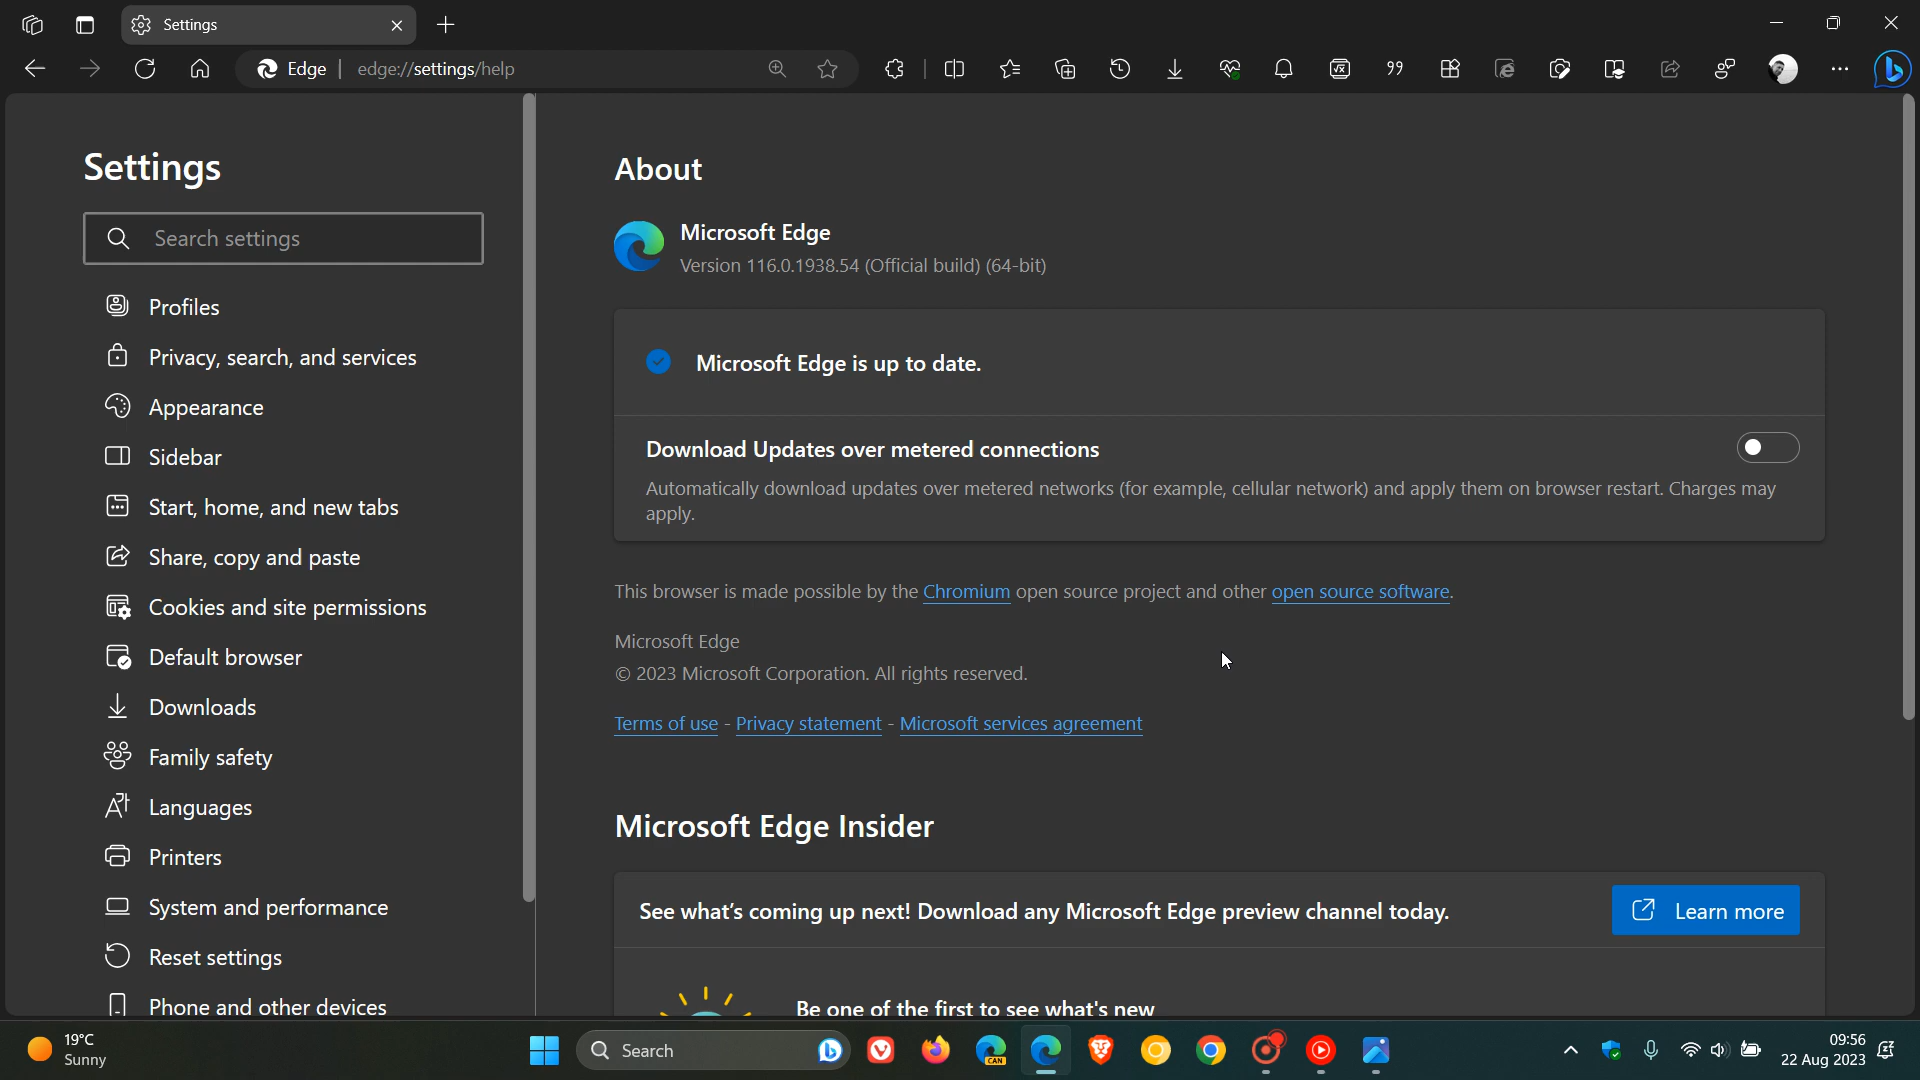 Settings
Edge
edge://settings/help
Settings
Search settings
Profiles
Privacy, search, and services
Appearance
Sidebar
Start, home, and new tabs
Share, copy and paste
Cookies and site permissions
Default browser
Downloads
Family safety
Languages
Printers
System and performance
Reset settings
Phone and other devices
About
Microsoft Edge
Version 116.0.1938.54 (Official build) (64-bit)
Microsoft Edge is up to date.
Download Updates over metered connections
Automatically download updates over metered networks (for example, cellular network) and apply them on browser restart. Charges may
apply.
This browser is made possible by the Chromium open source project and other open source software.
Microsoft Edge
© 2023 Microsoft Corporation. All rights reserved.
Terms of use - Privacy statement - Microsoft services agreement
Microsoft Edge Insider
See what's coming up next! Download any Microsoft Edge preview channel today.
Learn more
Be one of the first to see what's new
19°C
Sunny
Search
CAN
09:56
22 Aug 2023